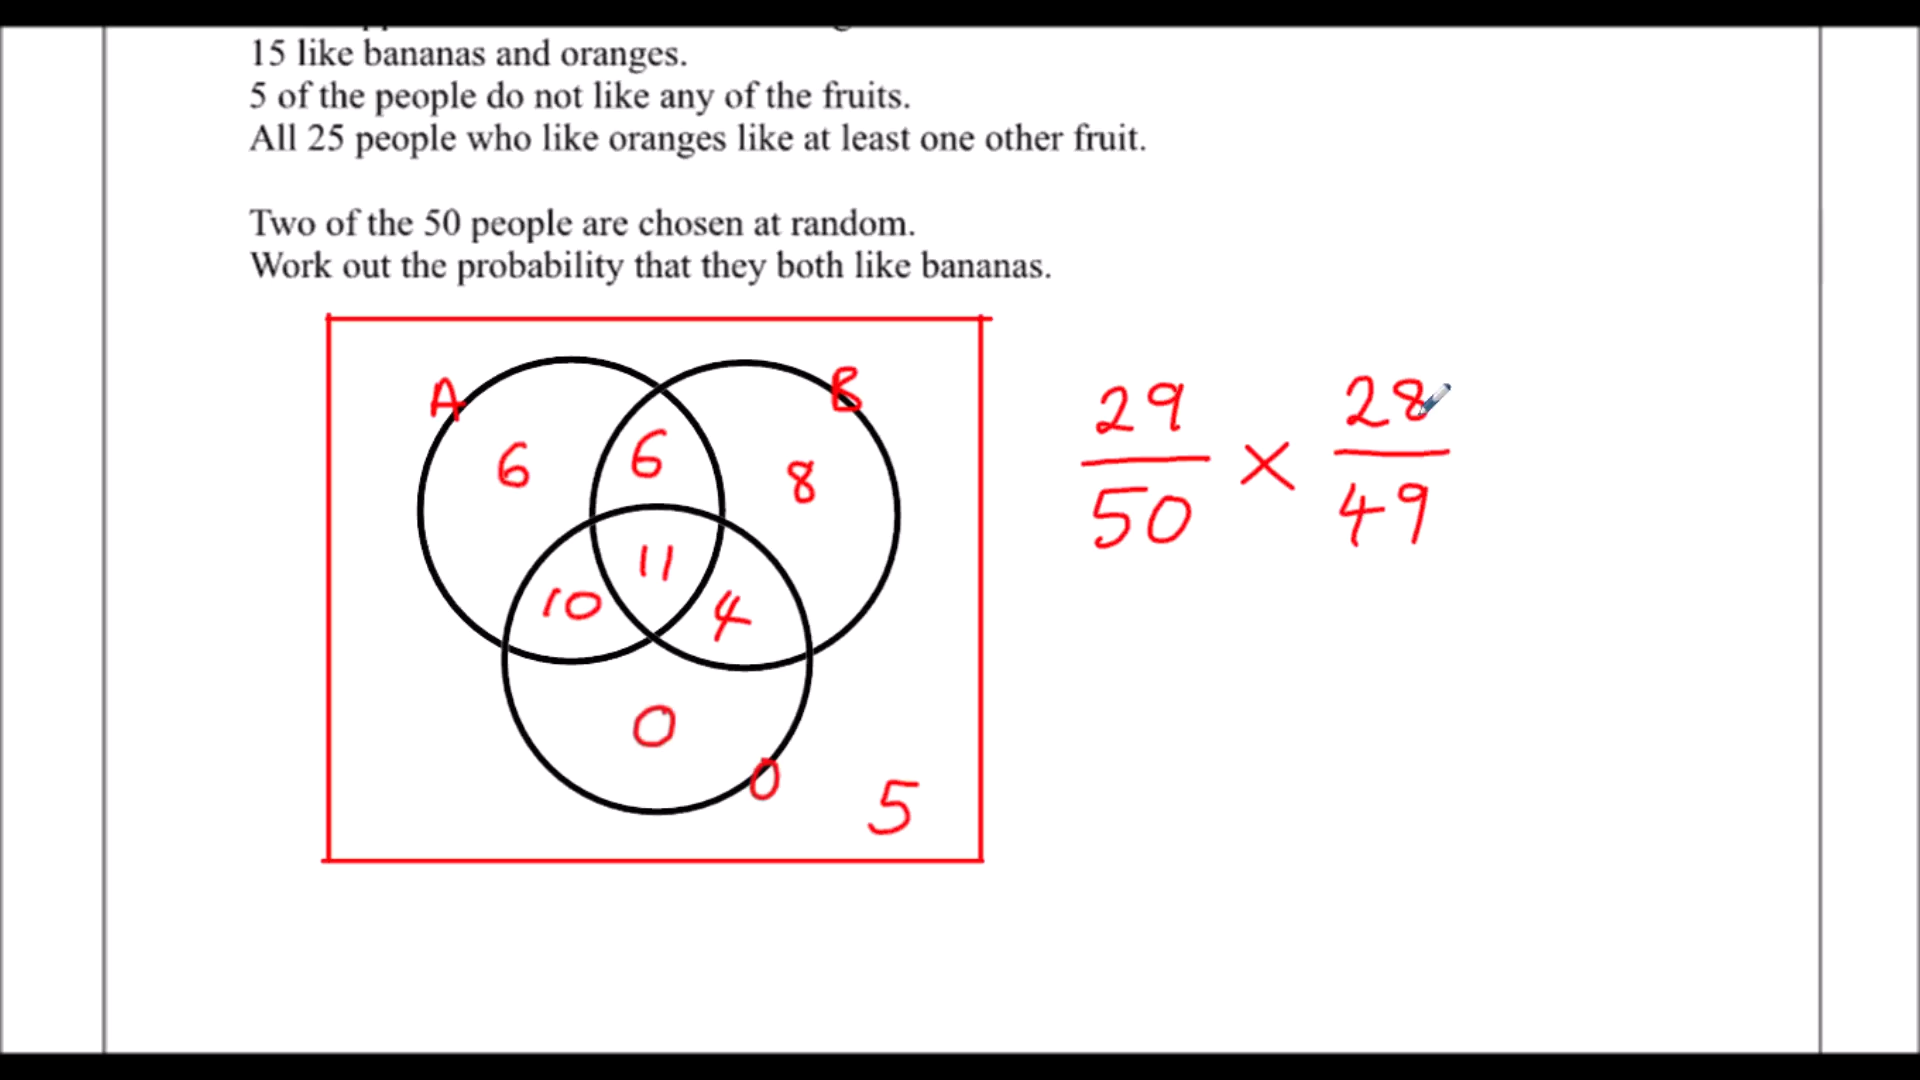 15 like bananas and oranges.
5 of the people do not like any of the fruits.
All 25 people who like oranges like at least one other fruit.
Two of the 50 people are chosen at random.
Work out the probability that they both like bananas.
A B
6 6 8
11
10 4
0
O
5
29 28
× 
50 49